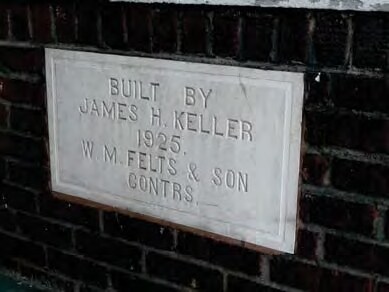 BUILT BY
JAMES H. KELLER
1925.
W. M. FELTS & SON
CONTRS.